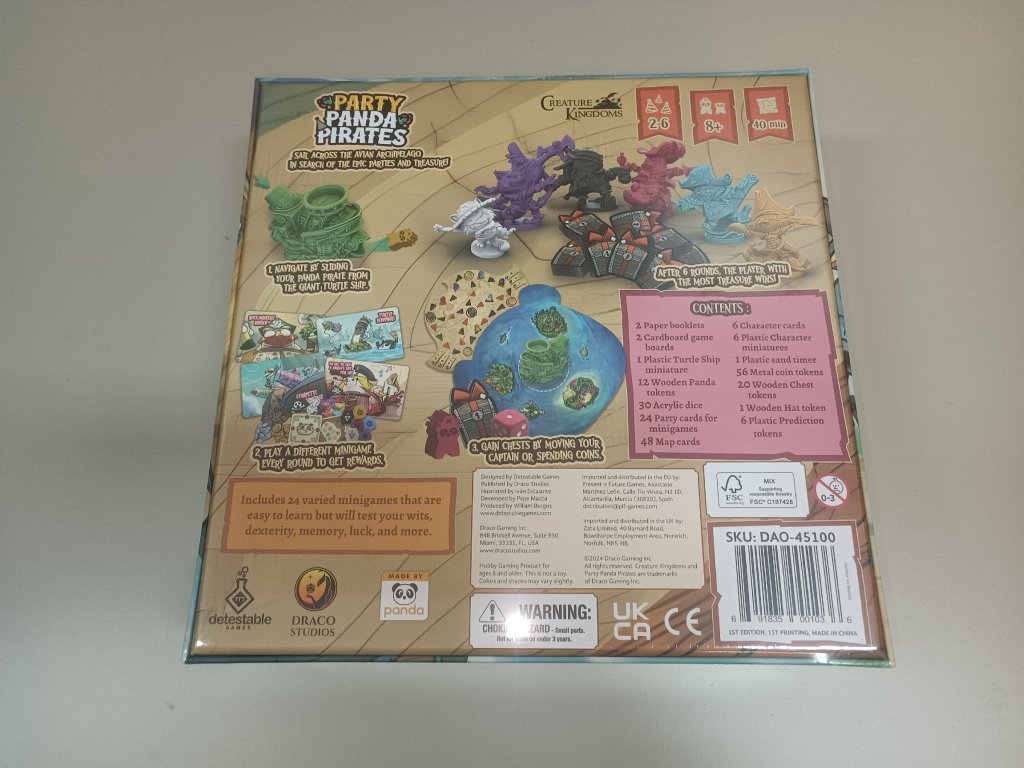 PARTY
PANDA
PIRATES
SAIL ACROSS THE AVIAN ARCHIPELAGO
IN SEARCH OF THE EPIC PARTIES AND TREASURE!
CREATURE
KINGDOMS
2-6
8+
40 min
1. NAVIGATE BY SLIDING
YOUR PANDA PIRATE FROM
THE GIANT TURTLE SHIP.
AFTER 6 ROUNDS, THE PLAYER WITH
THE MOST TREASURE WINS!
2. PLAY A DIFFERENT MINIGAME
EVERY ROUND TO GET REWARDS.
3. GAIN CHESTS BY MOVING YOUR
CAPTAIN OR SPENDING COINS.
CONTENTS:
2 Paper booklets
2 Cardboard game
boards
1 Plastic Turtle Ship
miniature
12 Wooden Panda
tokens
30 Acrylic dice
24 Party cards for
minigames
48 Map cards
6 Character cards
6 Plastic Character
miniatures
1 Plastic sand timer
56 Metal coin tokens
20 Wooden Chest
tokens
1 Wooden Hat token
6 Plastic Prediction
tokens
Includes 24 varied minigames that are
easy to learn but will test your wits,
dexterity, memory, luck, and more.
Designed by Detestable Games
Published by Draco Studios
Illustrated by Iván Escalante
Developed by Pepe Macba
Produced by William Burgos
www.detestablegames.com
Draco Gaming Inc
848 Brickell Avenue, Suite 950
Miami, 33131, FL, USA
www.dracostudios.com
Hobby Gaming Product for
ages 8 and older. This is not a toy.
Colors and shapes may vary slightly.
Imported and distributed in the EU by:
Present is Future Games, Anastasio
Martínez León, Calle Tío Viruta, N2 1D,
Alcantarilla, Murcia (30820), Spain.
distribution@pif-games.com
Imported and distributed in the UK by:
Zatu Limited, 40 Barnard Road,
Bowthorpe Employment Area, Norwich,
Norfolk, NR5 9JB.
©2024 Draco Gaming Inc
All rights reserved. Creature Kingdoms and
Party Panda Pirates are trademarks
of Draco Gaming Inc.
FSC
www.fsc.org
MIX
Supporting
responsible forestry
FSC® C187428
0-3
SKU: DAO-45100
6 91835 00103 6
1ST EDITION, 1ST PRINTING, MADE IN CHINA
detestable
GAMES
DRACO
STUDIOS
MADE BY
panda
WARNING:
CHOKING HAZARD - Small parts.
Not for children under 3 years.
UK
CA
CE